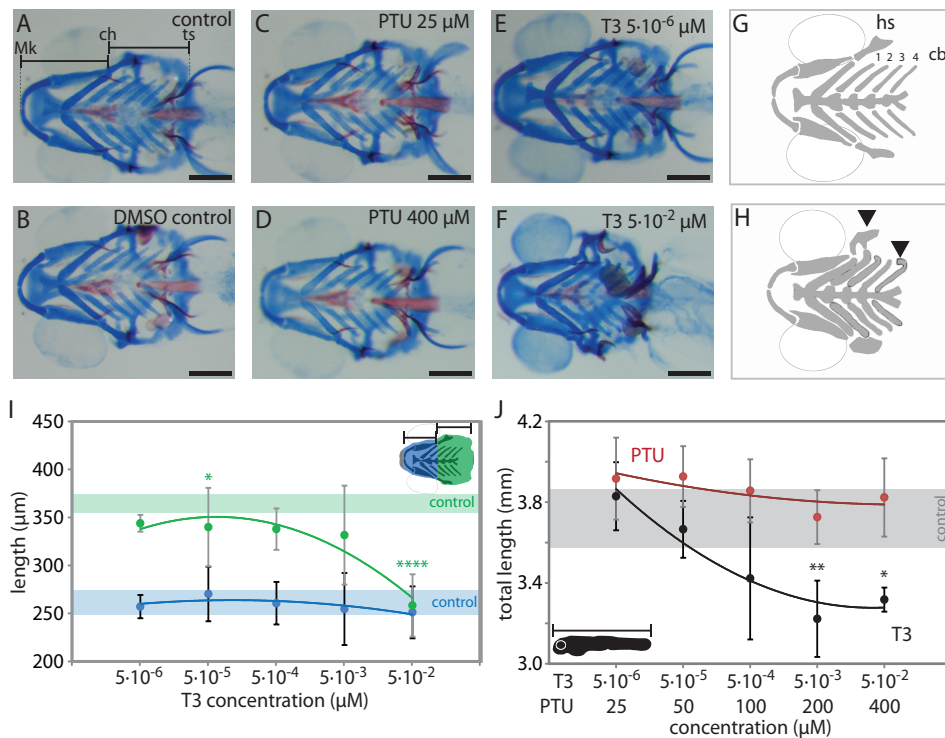 A
control
Mk
ch
ts
B
DMSO control
C
PTU 25 µM
D
PTU 400 µM
E
T3 5·10⁻⁶ µM
F
T3 5·10⁻² µM
G
hs
1 2 3 4
cb
H
I
450
400
350
300
250
200
length (µm)
*
****
control
control
5·10⁻⁶
5·10⁻⁵
5·10⁻⁴
5·10⁻³
5·10⁻²
T3 concentration (µM)
J
4.2
3.8
3.4
3.0
total length (mm)
PTU
control
**
*
T3
T3 5·10⁻⁶ 5·10⁻⁵ 5·10⁻⁴ 5·10⁻³ 5·10⁻²
PTU 25 50 100 200 400
concentration (µM)